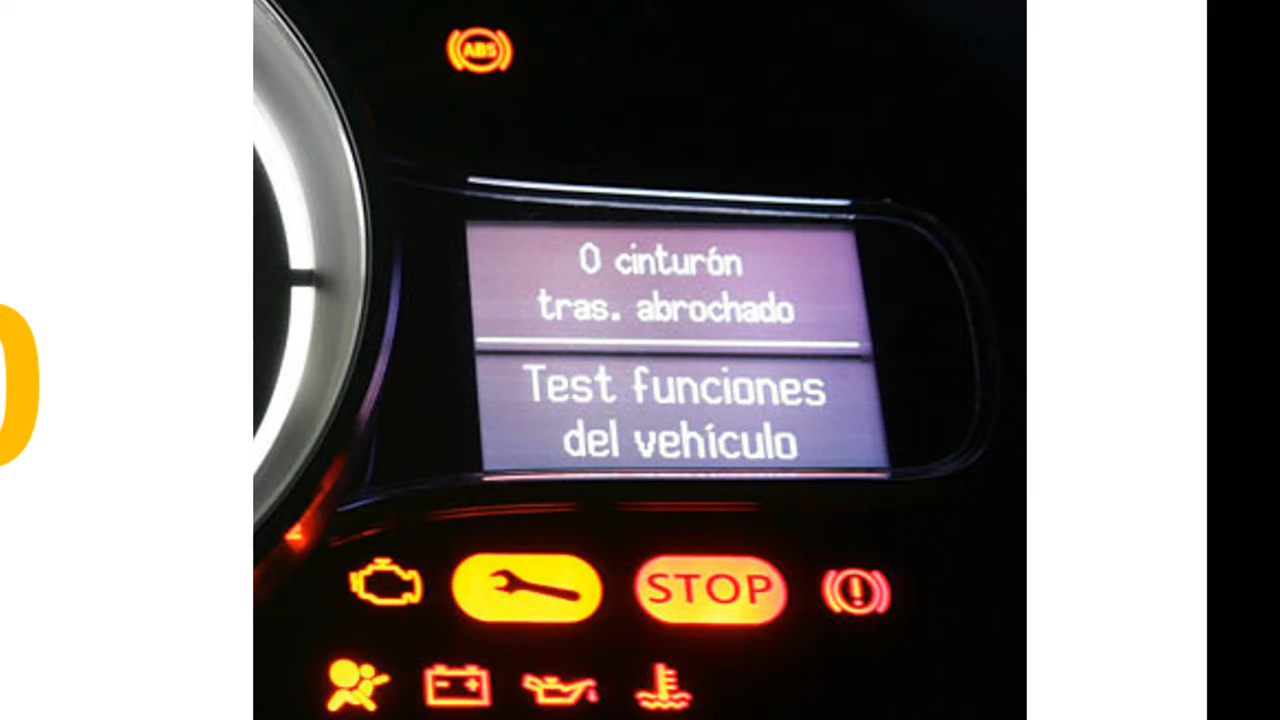 ABS
0 cinturón
tras. abrochado
Test funciones
del vehículo
STOP